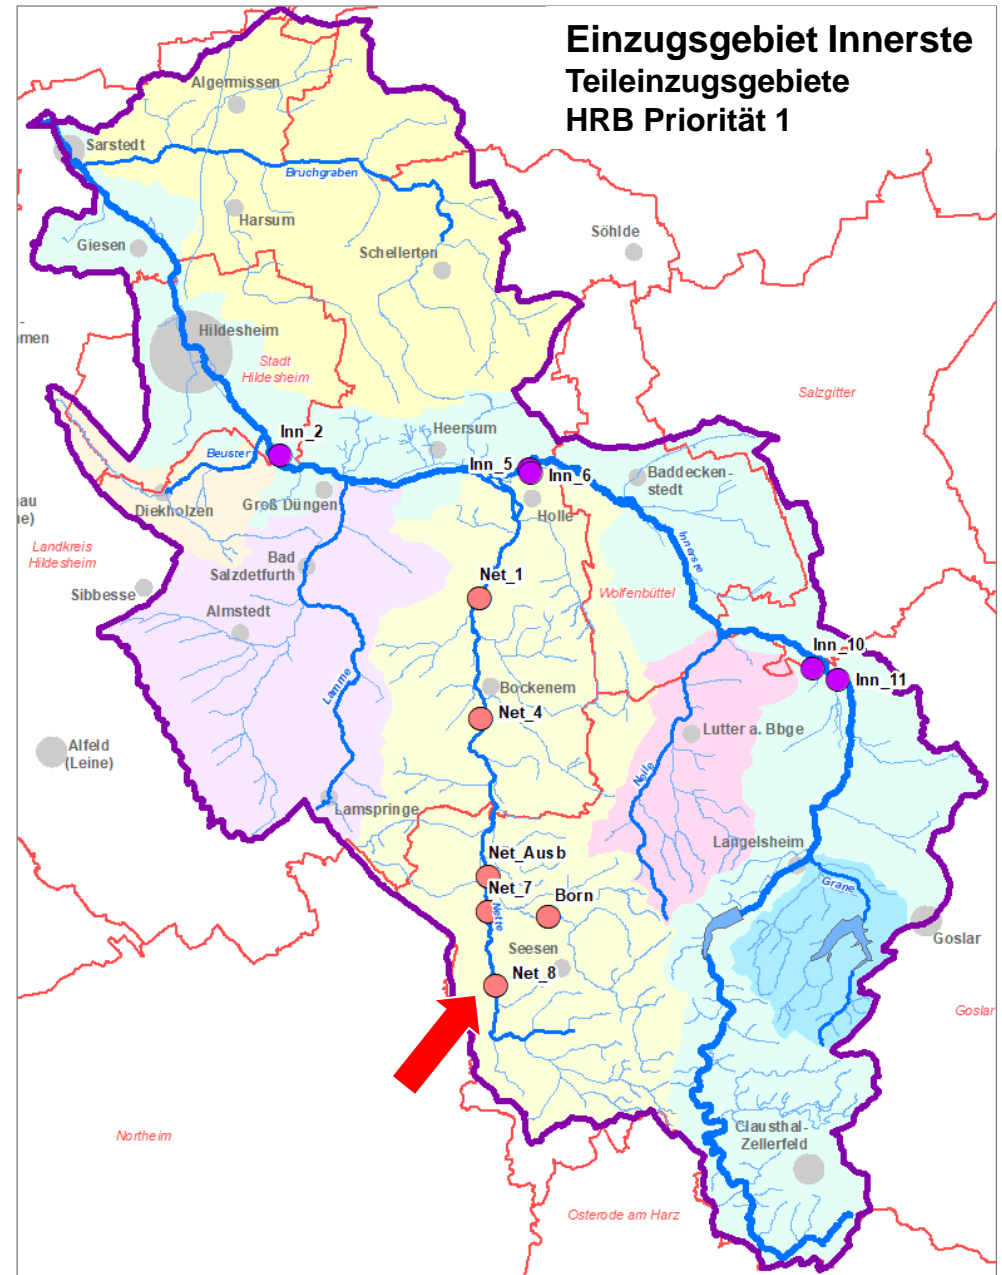 Einzugsgebiet Innerste
Teileinzugsgebiete
HRB Priorität 1
Algermissen
Sarstedt
Bruchgraben
Harsum
Giesen
Schellerten
Söhlde
Hildesheim
Stadt
Hildesheim
Salzgitter
Inn_2
Heersum
Beuster
Inn_5
Inn_6
Baddecken-
stedt
Diekholzen
Groß Düngen
Holle
Landkreis
Hildesheim
Innerste
Bad
Salzdetfurth
Net_1
Sibbesse
Almstedt
Wolfenbüttel
Inn_10
Inn_11
Lamme
Bockenem
Net_4
Lutter a. Bbge
Alfeld
(Leine)
Neile
Lamspringe
Langelsheim
Net_Ausb
Grane
Net_7
Born
Nette
Goslar
Seesen
Net_8
Goslar
Northeim
Clausthal-
Zellerfeld
Osterode am Harz